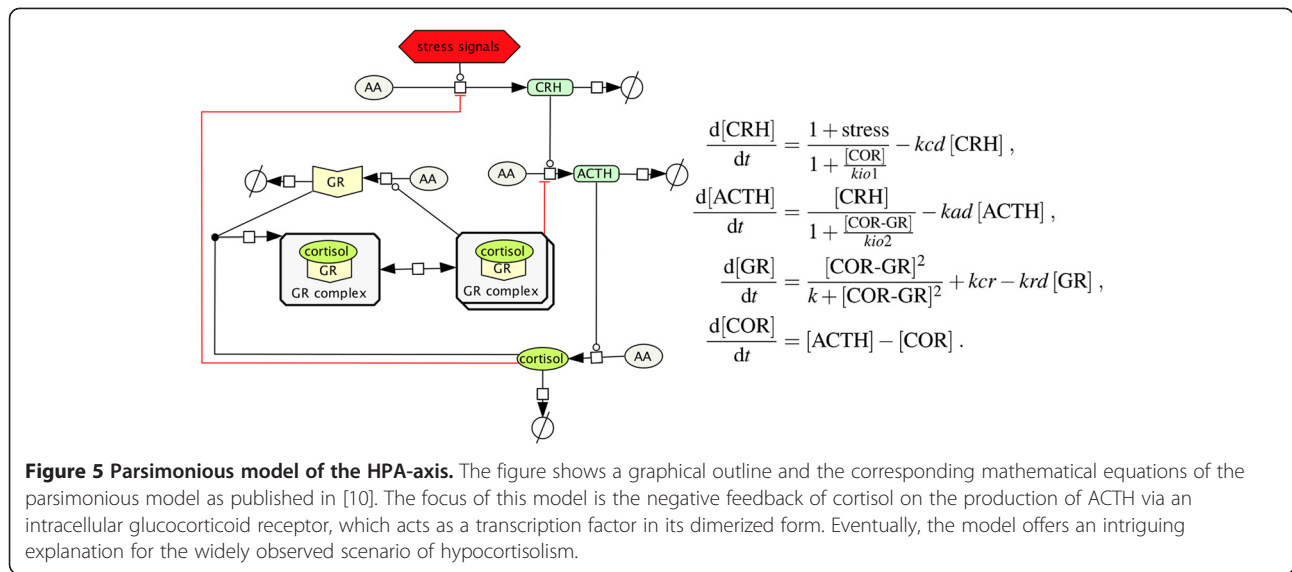 stress signals
AA
CRH
AA
ACTH
GR
AA
cortisol
GR
GR complex
cortisol
GR
GR complex
cortisol
AA
d[CRH]/dt = (1 + stress)/(1 + [COR]/kio1) − kcd [CRH] ,
d[ACTH]/dt = [CRH]/(1 + [COR-GR]/kio2) − kad [ACTH] ,
d[GR]/dt = [COR-GR]²/(k + [COR-GR]²) + kcr − krd [GR] ,
d[COR]/dt = [ACTH] − [COR] .
Figure 5 Parsimonious model of the HPA-axis. The figure shows a graphical outline and the corresponding mathematical equations of the
parsimonious model as published in [10]. The focus of this model is the negative feedback of cortisol on the production of ACTH via an
intracellular glucocorticoid receptor, which acts as a transcription factor in its dimerized form. Eventually, the model offers an intriguing
explanation for the widely observed scenario of hypocortisolism.